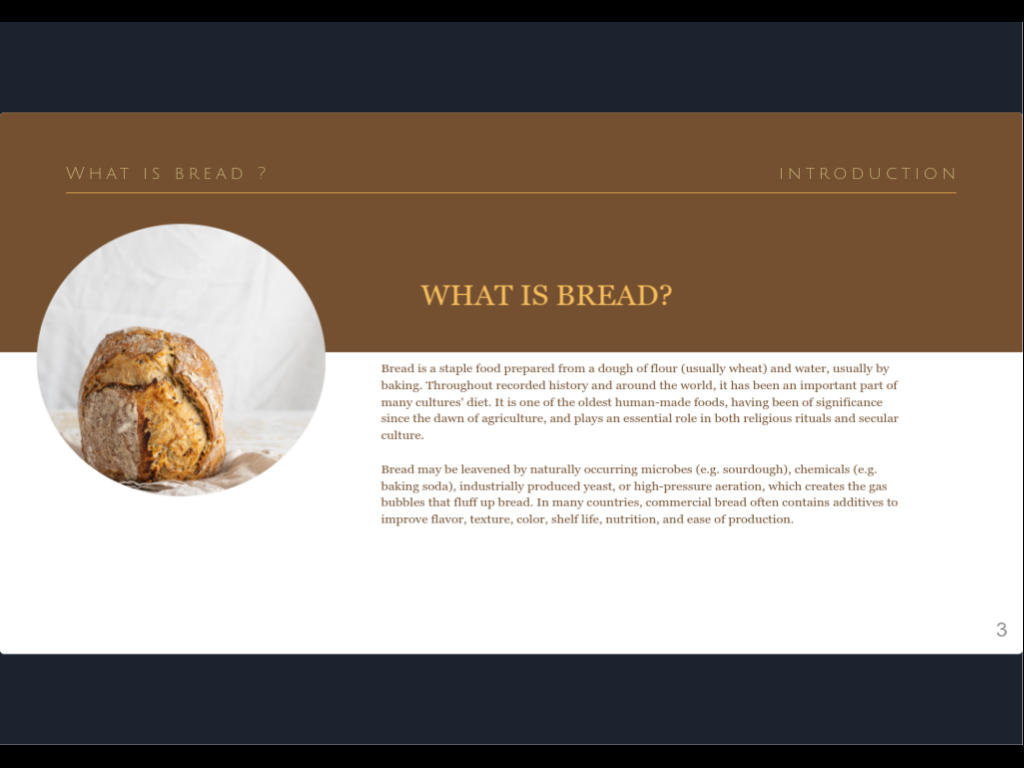 What is bread ?
INTRODUCTION
WHAT IS BREAD?
Bread is a staple food prepared from a dough of flour (usually wheat) and water, usually by
baking. Throughout recorded history and around the world, it has been an important part of
many cultures' diet. It is one of the oldest human-made foods, having been of significance
since the dawn of agriculture, and plays an essential role in both religious rituals and secular
culture.
Bread may be leavened by naturally occurring microbes (e.g. sourdough), chemicals (e.g.
baking soda), industrially produced yeast, or high-pressure aeration, which creates the gas
bubbles that fluff up bread. In many countries, commercial bread often contains additives to
improve flavor, texture, color, shelf life, nutrition, and ease of production.
3